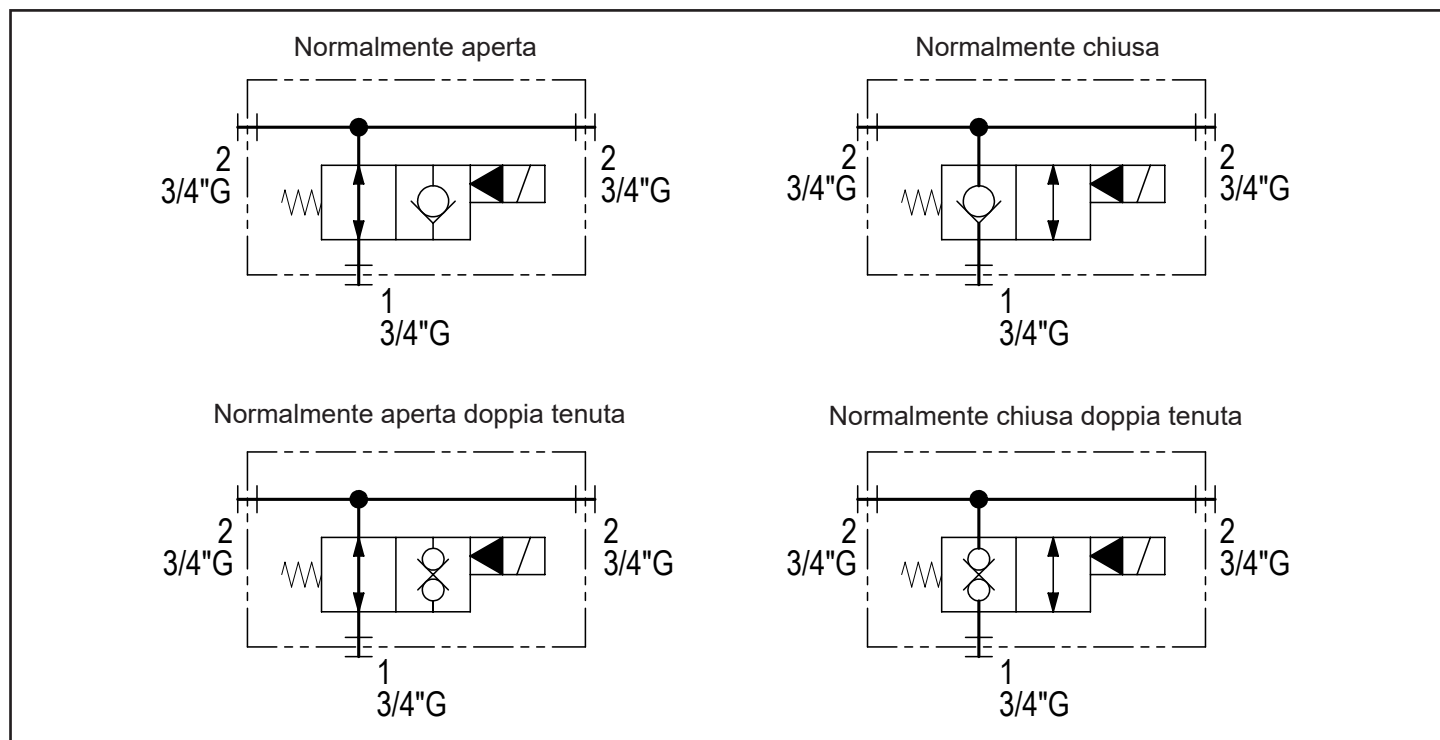 Normalmente aperta
2
3/4"G
2
3/4"G
1
3/4"G
Normalmente chiusa
2
3/4"G
2
3/4"G
1
3/4"G
Normalmente aperta doppia tenuta
2
3/4"G
2
3/4"G
1
3/4"G
Normalmente chiusa doppia tenuta
2
3/4"G
2
3/4"G
1
3/4"G